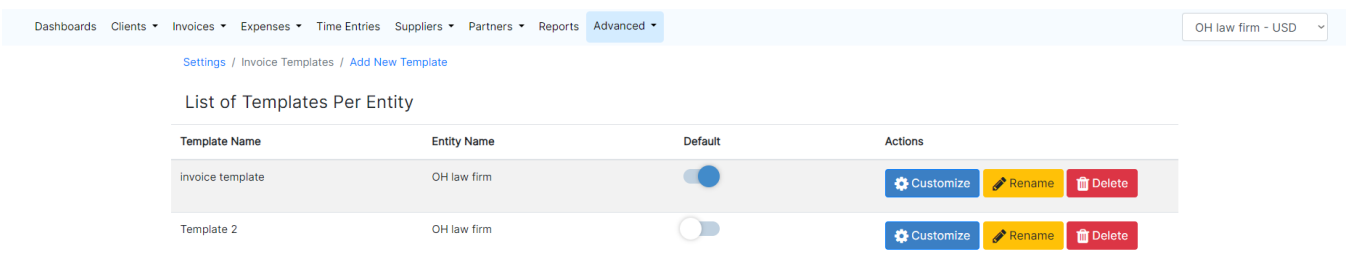 Dashboards Clients Invoices Expenses Time Entries Suppliers Partners Reports Advanced OH law firm - USD
Settings / Invoice Templates / Add New Template
List of Templates Per Entity
Template Name Entity Name Default Actions
invoice template OH law firm Customize Rename Delete
Template 2 OH law firm Customize Rename Delete